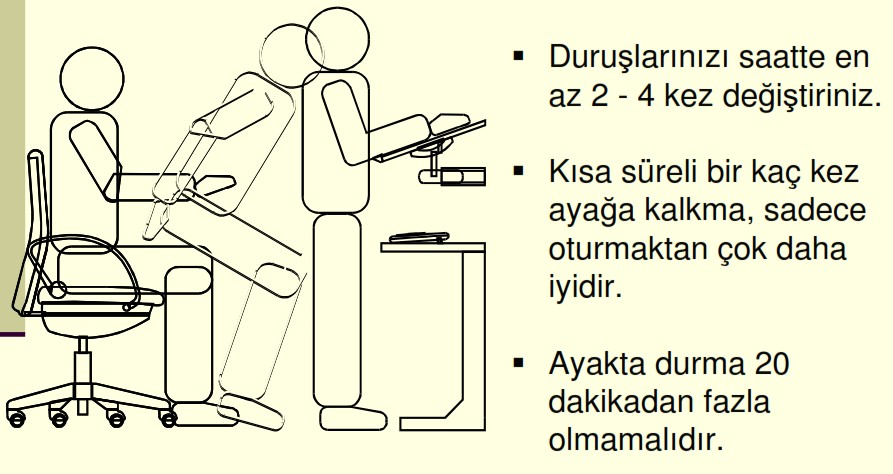 ▪ Duruşlarınızı saatte en
az 2 - 4 kez değiştiriniz.
▪ Kısa süreli bir kaç kez
ayağa kalkma, sadece
oturmaktan çok daha
iyidir.
▪ Ayakta durma 20
dakikadan fazla
olmamalıdır.